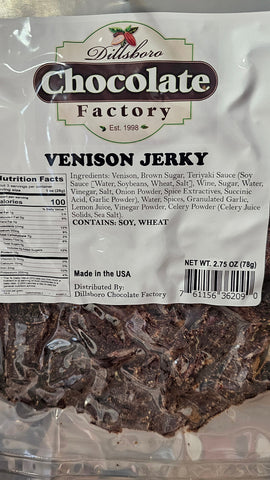 Dillsboro
Chocolate
Factory
Est. 1998
VENISON JERKY
Nutrition Facts
calories 100
Ingredients: Venison, Brown Sugar, Teriyaki Sauce (Soy
Sauce [Water, Soybeans, Wheat, Salt], Wine, Sugar, Water,
Vinegar, Salt, Onion Powder, Spice Extractives, Succinic
Acid, Garlic Powder), Water, Spices, Granulated Garlic,
Lemon Juice, Vinegar Powder, Celery Powder (Celery Juice
Solids, Sea Salt).
CONTAINS: SOY, WHEAT
Made in the USA
Distributed By:
Dillsboro Chocolate Factory
NET WT. 2.75 OZ (78g)
7 61156 36209 0